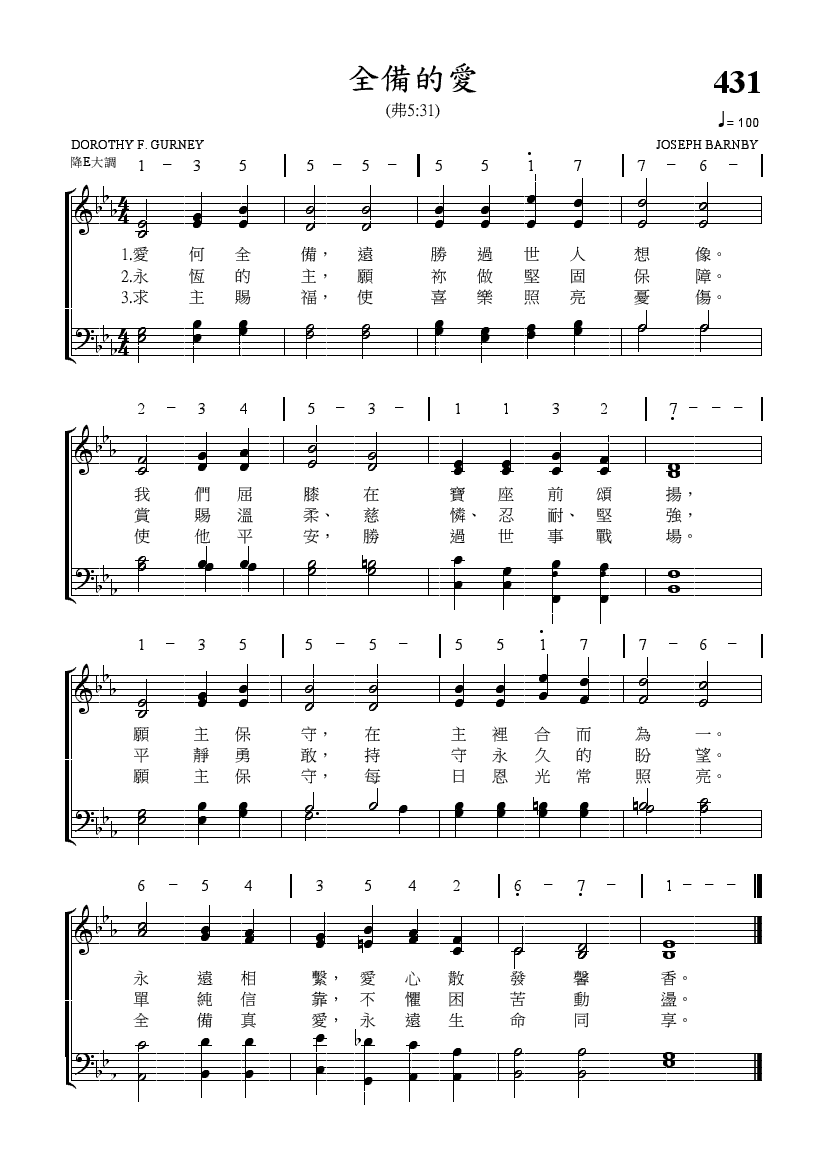 全備的愛
431
(弗5:31)
♩= 100
DOROTHY F. GURNEY
JOSEPH BARNBY
降E大調
1 – 3 5 | 5 – 5 – | 5 5 1̇ 7 | 7 – 6 – |
1.愛何全備，遠勝過世人想像。
2.永恆的主，願祢做堅固保障。
3.求主賜福，使喜樂照亮憂傷。
2 – 3 4 | 5 – 3 – | 1 1 3 2 | 7̣ – – – |
我們屈膝在寶座前頌揚，
賞賜溫柔、慈憐、忍耐、堅強，
使他平安，勝過世事戰場。
1 – 3 5 | 5 – 5 – | 5 5 1̇ 7 | 7 – 6 – |
願主保守，在主裡合而為一。
平靜勇敢，持守永久的盼望。
願主保守，每日恩光常照亮。
6 – 5 4 | 3 5 4 2 | 6̣ – 7̣ – | 1 – – –
永遠相繫，愛心散發馨香。
單純信靠，不懼困苦動盪。
全備真愛，永遠生命同享。